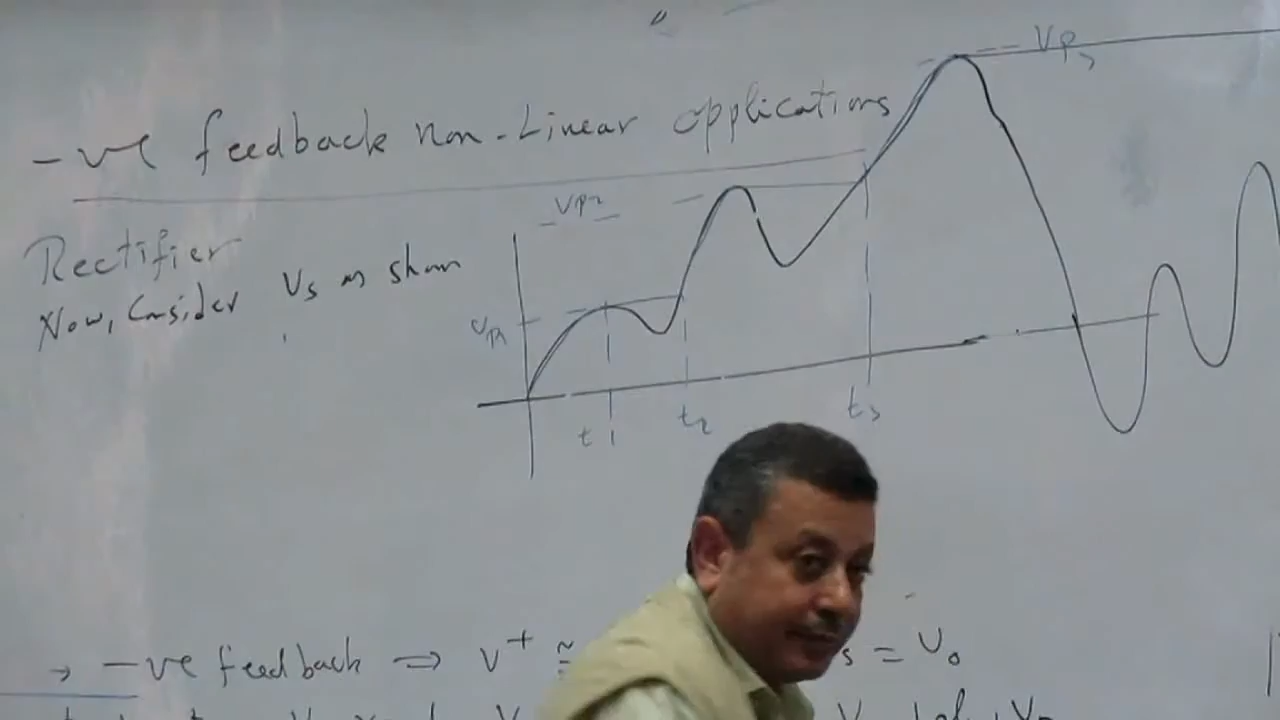 -ve feedback non-Linear applications
Rectifier
Now, Consider Vs as shown
VP1
VP2
VP3
t1
t2
t3
→ -ve feedback ⇒ V+ ≅
s = Vo